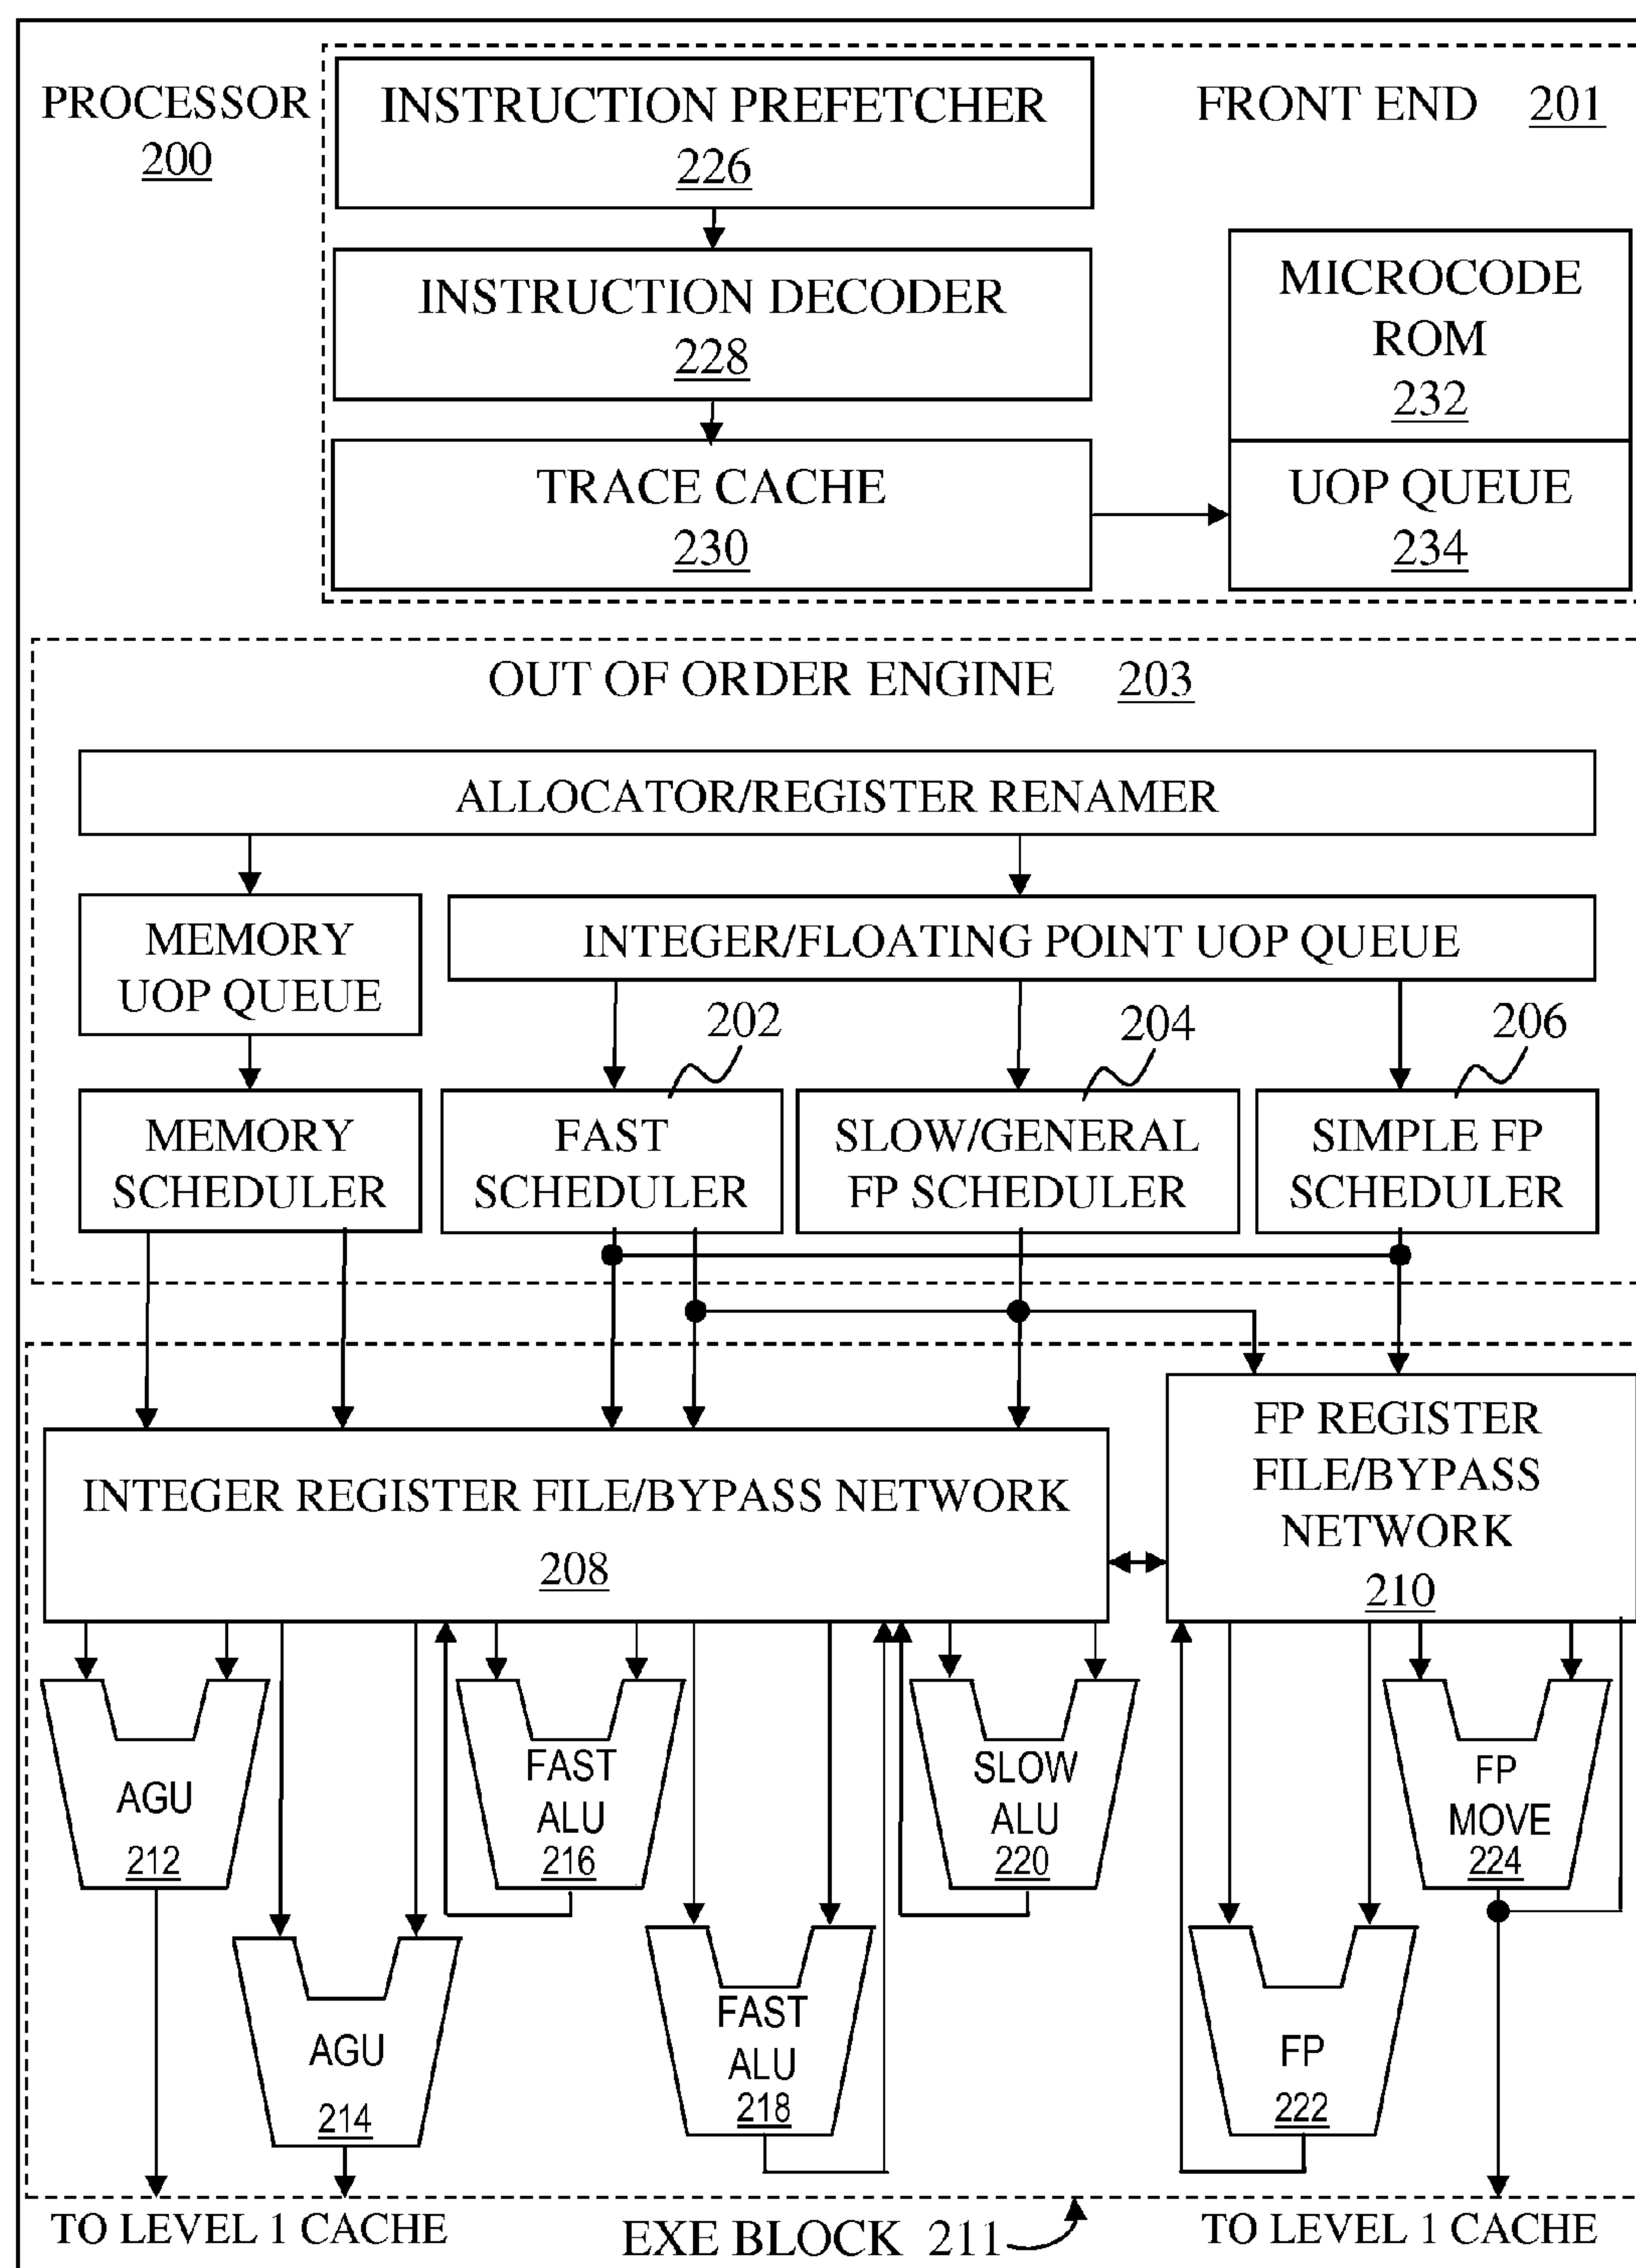 PROCESSOR
200
INSTRUCTION PREFETCHER
226
FRONT END 201
INSTRUCTION DECODER
228
MICROCODE
ROM
232
TRACE CACHE
230
UOP QUEUE
234
OUT OF ORDER ENGINE 203
ALLOCATOR/REGISTER RENAMER
MEMORY
UOP QUEUE
INTEGER/FLOATING POINT UOP QUEUE
202
204
206
MEMORY
SCHEDULER
FAST
SCHEDULER
SLOW/GENERAL
FP SCHEDULER
SIMPLE FP
SCHEDULER
INTEGER REGISTER FILE/BYPASS NETWORK
208
FP REGISTER
FILE/BYPASS
NETWORK
210
AGU
212
FAST
ALU
216
SLOW
ALU
220
FP
MOVE
224
AGU
214
FAST
ALU
218
FP
222
TO LEVEL 1 CACHE
EXE BLOCK 211
TO LEVEL 1 CACHE